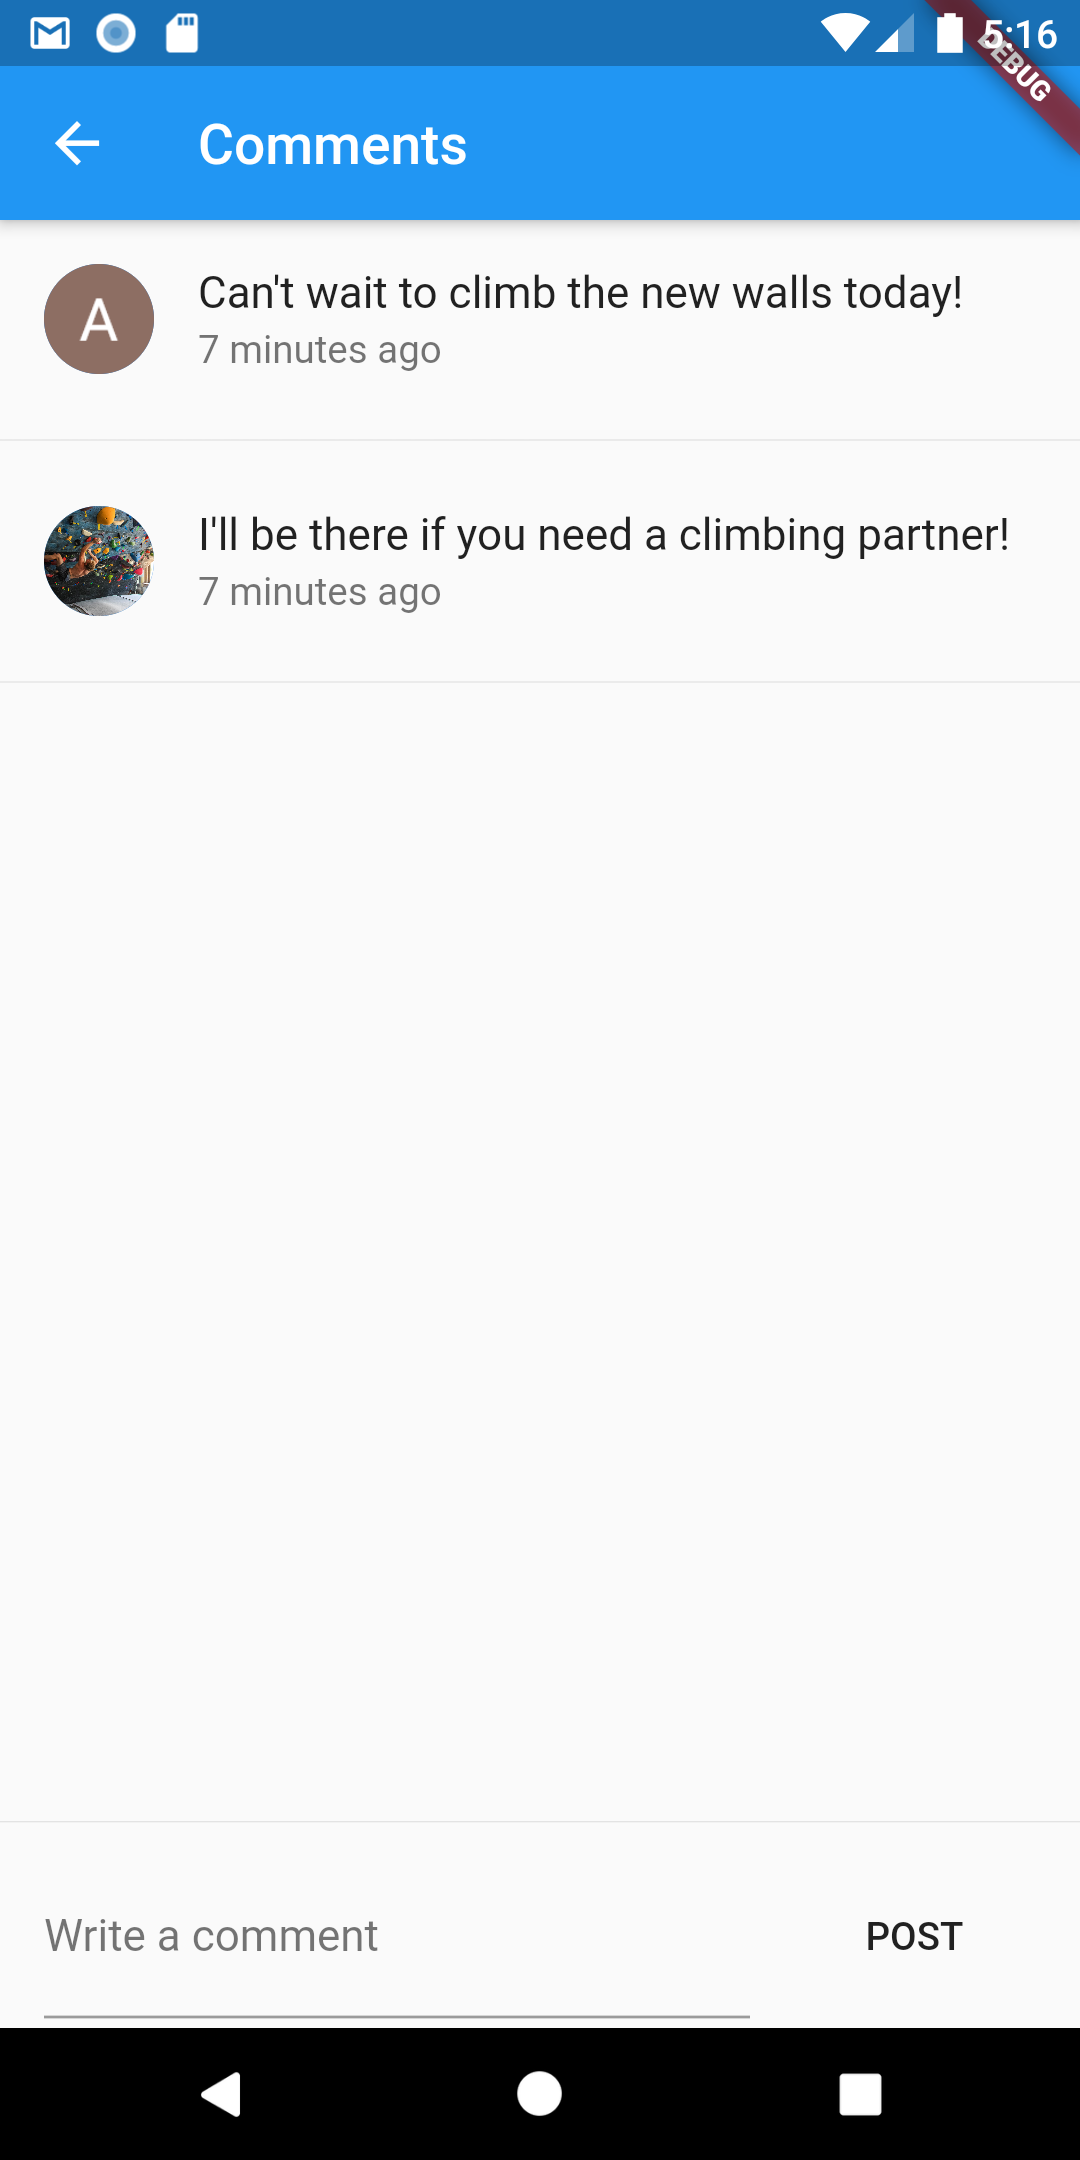 5:16
DEBUG
Comments
A
Can't wait to climb the new walls today!
7 minutes ago
I'll be there if you need a climbing partner!
7 minutes ago
Write a comment
POST